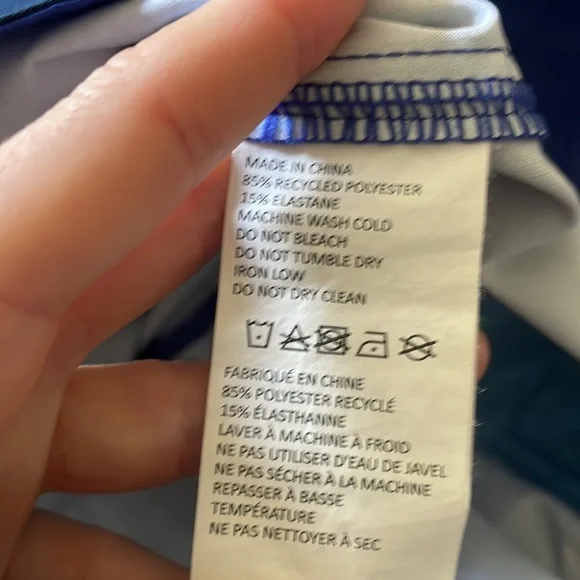 MADE IN CHINA
85% RECYCLED POLYESTER
15% ELASTANE
MACHINE WASH COLD
DO NOT BLEACH
DO NOT TUMBLE DRY
IRON LOW
DO NOT DRY CLEAN
FABRIQUÉ EN CHINE
85% POLYESTER RECYCLÉ
15% ÉLASTHANNE
LAVER À MACHINE À FROID
NE PAS UTILISER D'EAU DE JAVEL
NE PAS SÉCHER À LA MACHINE
REPASSER À BASSE
TEMPÉRATURE
NE PAS NETTOYER À SEC